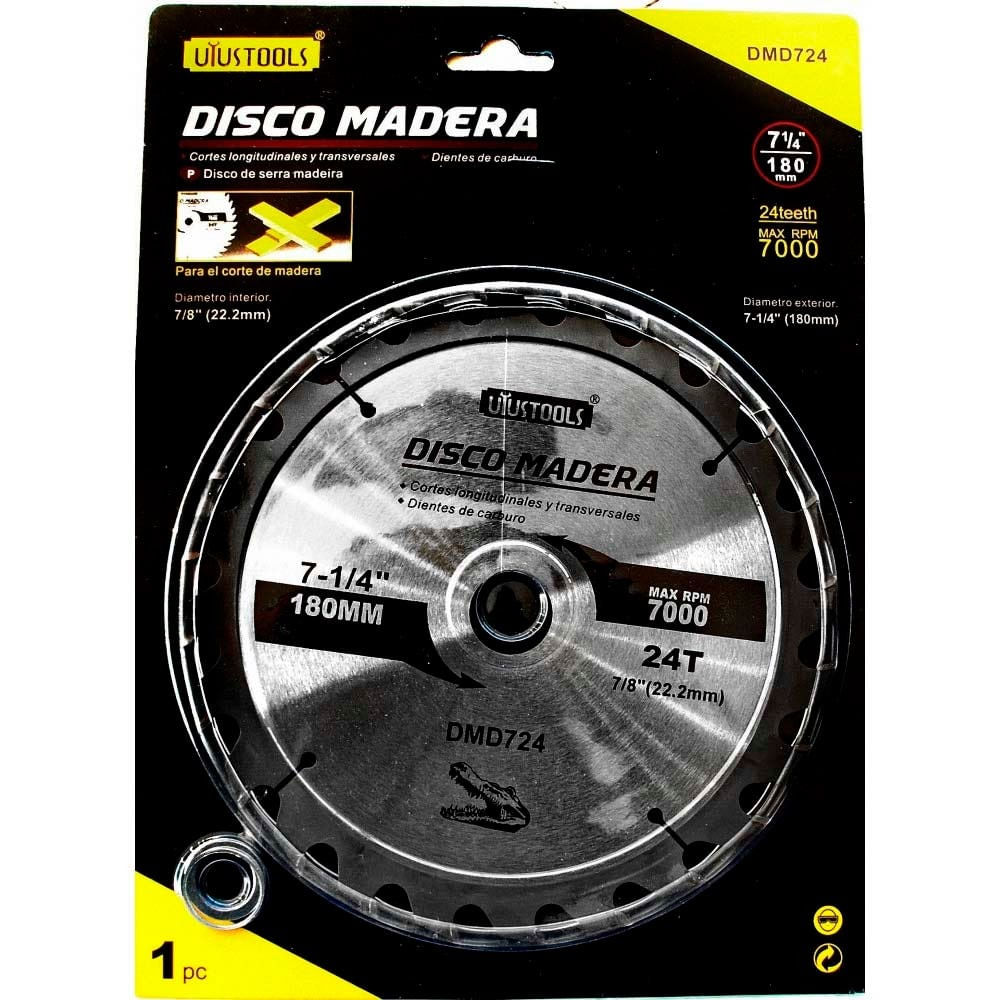 UYUSTOOLS®
DMD724
DISCO MADERA
Cortes longitudinales y transversales · Dientes de carburo
P Disco de serra madeira
7¼"
180
mm
24teeth
MAX RPM
7000
Para el corte de madera
Diametro interior.
7/8" (22.2mm)
Diametro exterior.
7-1/4" (180mm)
UYUSTOOLS®
DISCO MADERA
Cortes longitudinales y transversales
Dientes de carburo
7-1/4"
180MM
MAX RPM
7000
24T
7/8"(22.2mm)
DMD724
1 pc